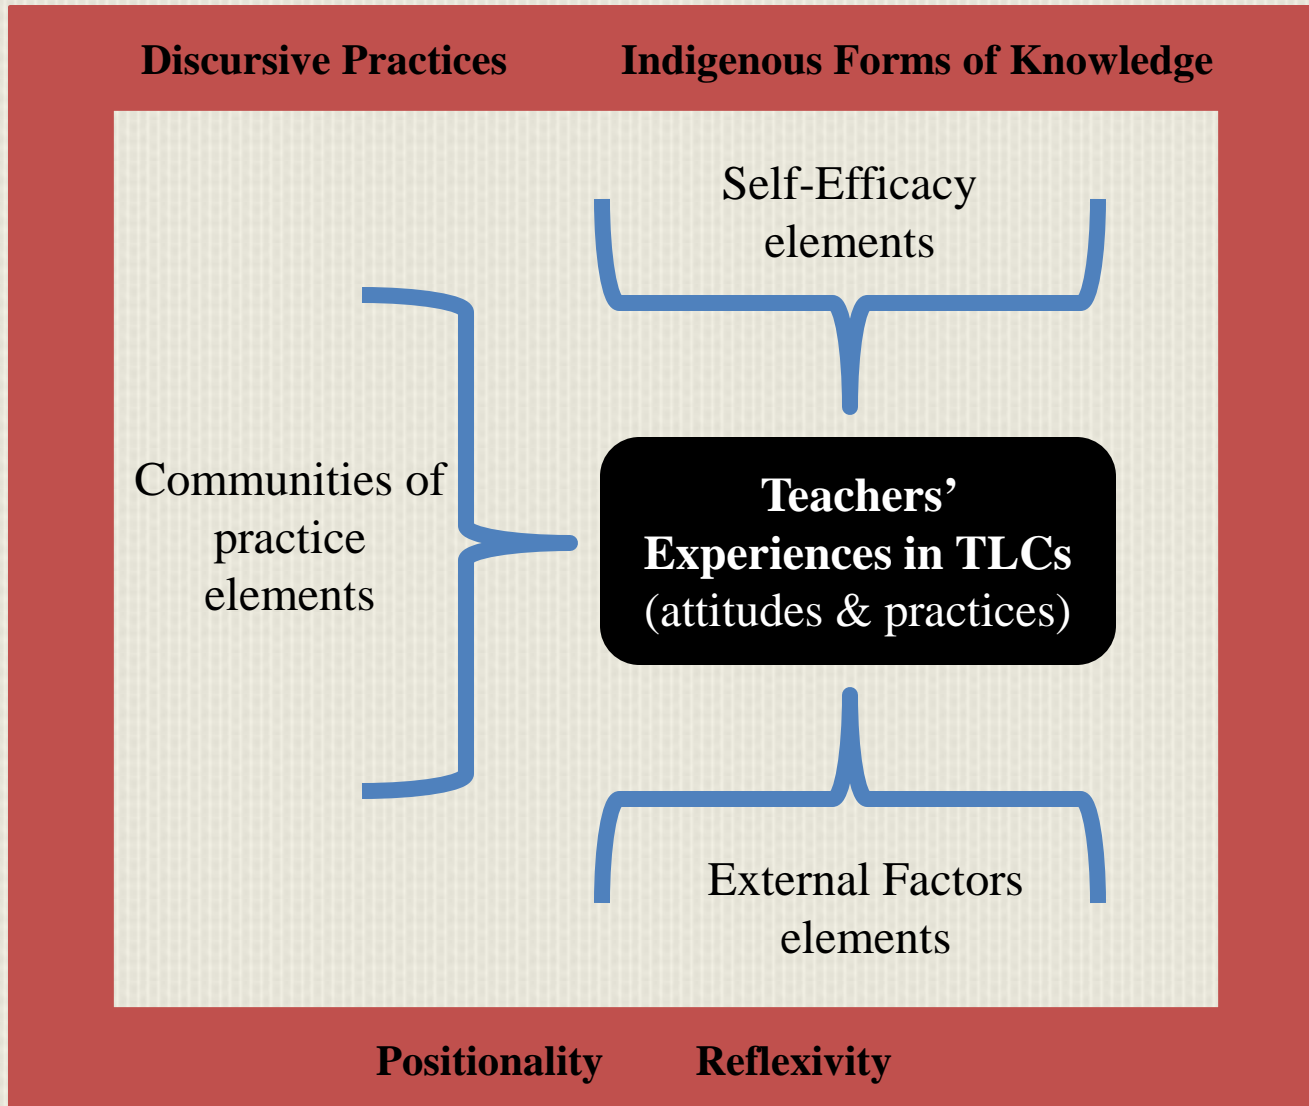 Discursive Practices
Indigenous Forms of Knowledge
Self-Efficacy
elements
Communities of
practice
elements
Teachers’
Experiences in TLCs
(attitudes & practices)
External Factors
elements
Positionality
Reflexivity